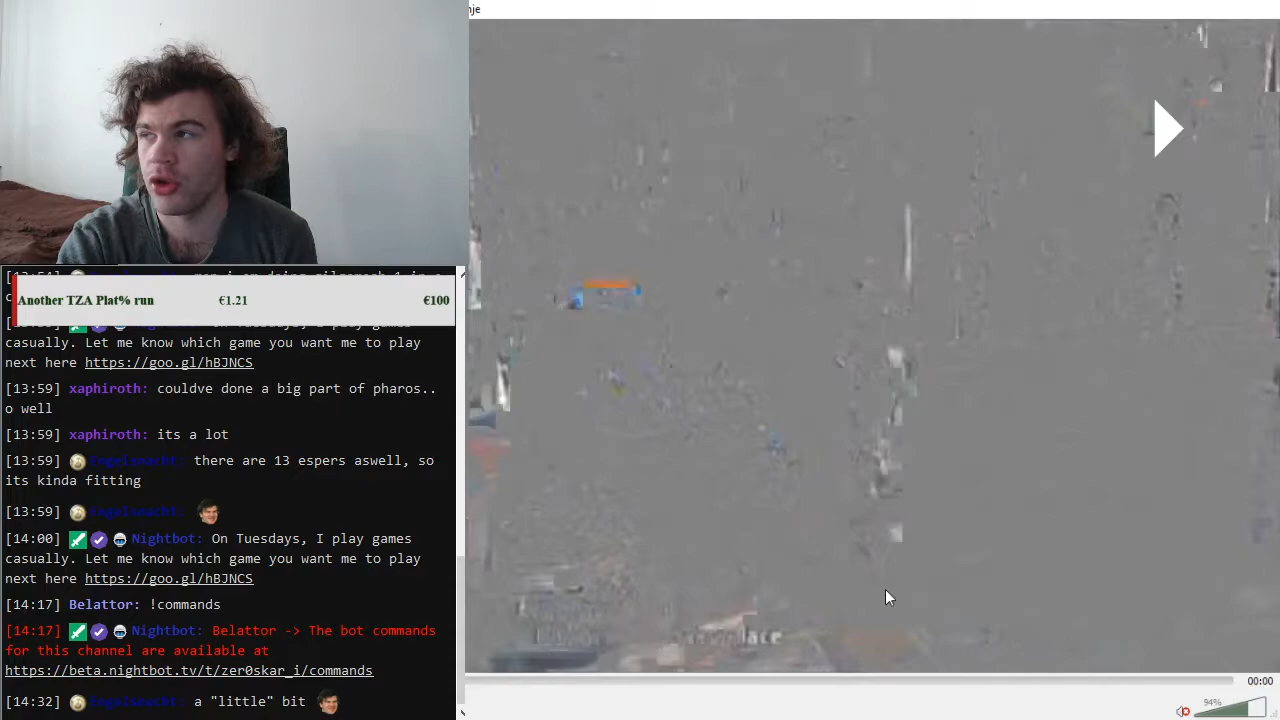 nje
Another TZA Plat% run €1.21 €100
casually. Let me know which game you want me to play
next here https://goo.gl/hBJNCS
[13:59] xaphiroth: couldve done a big part of pharos..
o well
[13:59] xaphiroth: its a lot
[13:59] Engelsnacht: there are 13 espers aswell, so
its kinda fitting
[13:59] Engelsnacht:
[14:00] Nightbot: On Tuesdays, I play games
casually. Let me know which game you want me to play
next here https://goo.gl/hBJNCS
[14:17] Belattor: !commands
[14:17] Nightbot: Belattor -> The bot commands
for this channel are available at
https://beta.nightbot.tv/t/zer0skar_i/commands
[14:32] Engelsnacht: a "little" bit
00:00
94%